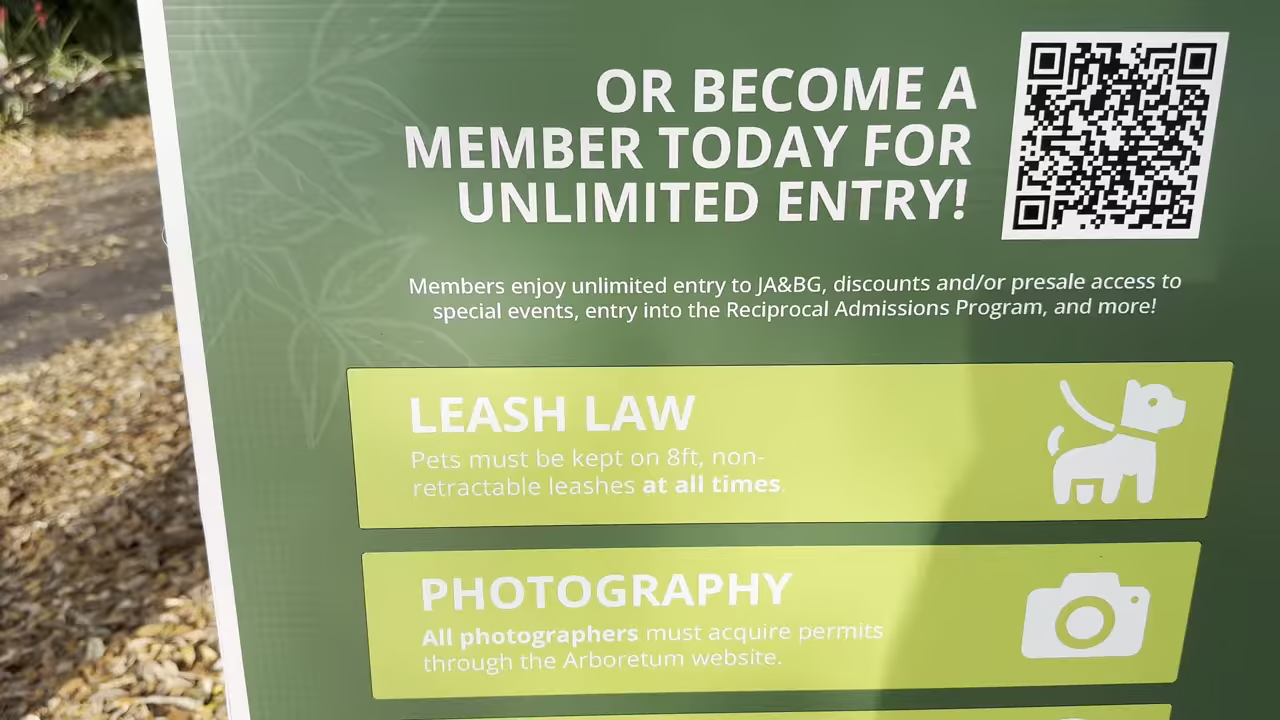 OR BECOME A
MEMBER TODAY FOR
UNLIMITED ENTRY!
Members enjoy unlimited entry to JA&BG, discounts and/or presale access to
special events, entry into the Reciprocal Admissions Program, and more!
LEASH LAW
Pets must be kept on 8ft, non-
retractable leashes at all times.
PHOTOGRAPHY
All photographers must acquire permits
through the Arboretum website.